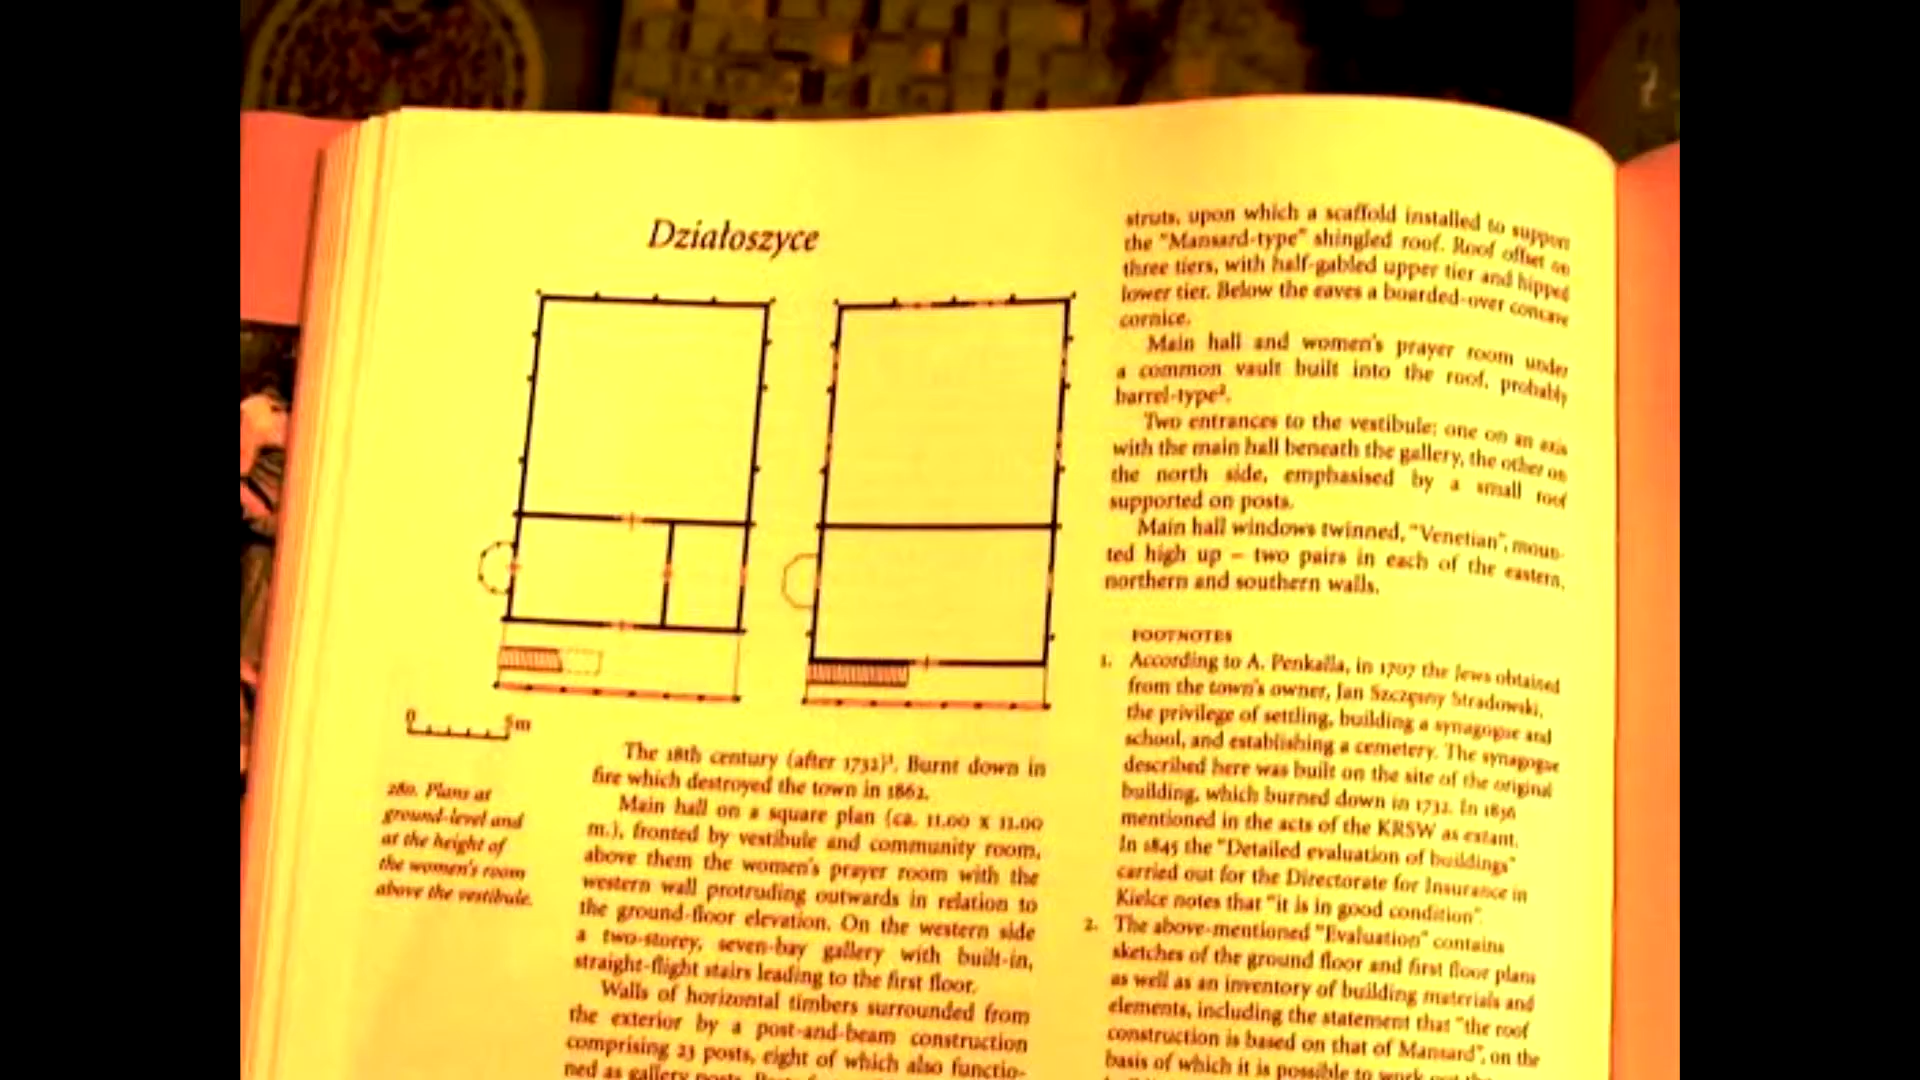 Działoszyce
0 5m
280. Plans at
ground-level and
at the height of
the women's room
above the vestibule.
The 18th century (after 1732)¹. Burnt down in
fire which destroyed the town in 1862.
Main hall on a square plan (ca. 11.00 x 11.00
m.), fronted by vestibule and community room,
above them the women's prayer room with the
western wall protruding outwards in relation to
the ground-floor elevation. On the western side
a two-storey, seven-bay gallery with built-in,
straight-flight stairs leading to the first floor.
Walls of horizontal timbers surrounded from
the exterior by a post-and-beam construction
comprising 23 posts, eight of which also functio-
ned as gallery posts.
struts, upon which a scaffold installed to support
the "Mansard-type" shingled roof. Roof offset on
three tiers, with half-gabled upper tier and hipped
lower tier. Below the eaves a boarded-over concave
cornice.
Main hall and women's prayer room under
a common vault built into the roof, probably
barrel-type².
Two entrances to the vestibule: one on an axis
with the main hall beneath the gallery, the other on
the north side, emphasised by a small roof
supported on posts.
Main hall windows twinned, "Venetian", moun-
ted high up – two pairs in each of the eastern,
northern and southern walls.
FOOTNOTES
1. According to A. Penkalla, in 1707 the Jews obtained
from the town's owner, Jan Szczęsny Stradowski,
the privilege of settling, building a synagogue and
school, and establishing a cemetery. The synagogue
described here was built on the site of the original
building, which burned down in 1732. In 1856
mentioned in the acts of the KRSW as extant.
In 1845 the "Detailed evaluation of buildings"
carried out for the Directorate for Insurance in
Kielce notes that "it is in good condition".
2. The above-mentioned "Evaluation" contains
sketches of the ground floor and first floor plans
as well as an inventory of building materials and
elements, including the statement that "the roof
construction is based on that of Mansard", on the
basis of which it is possible to work out